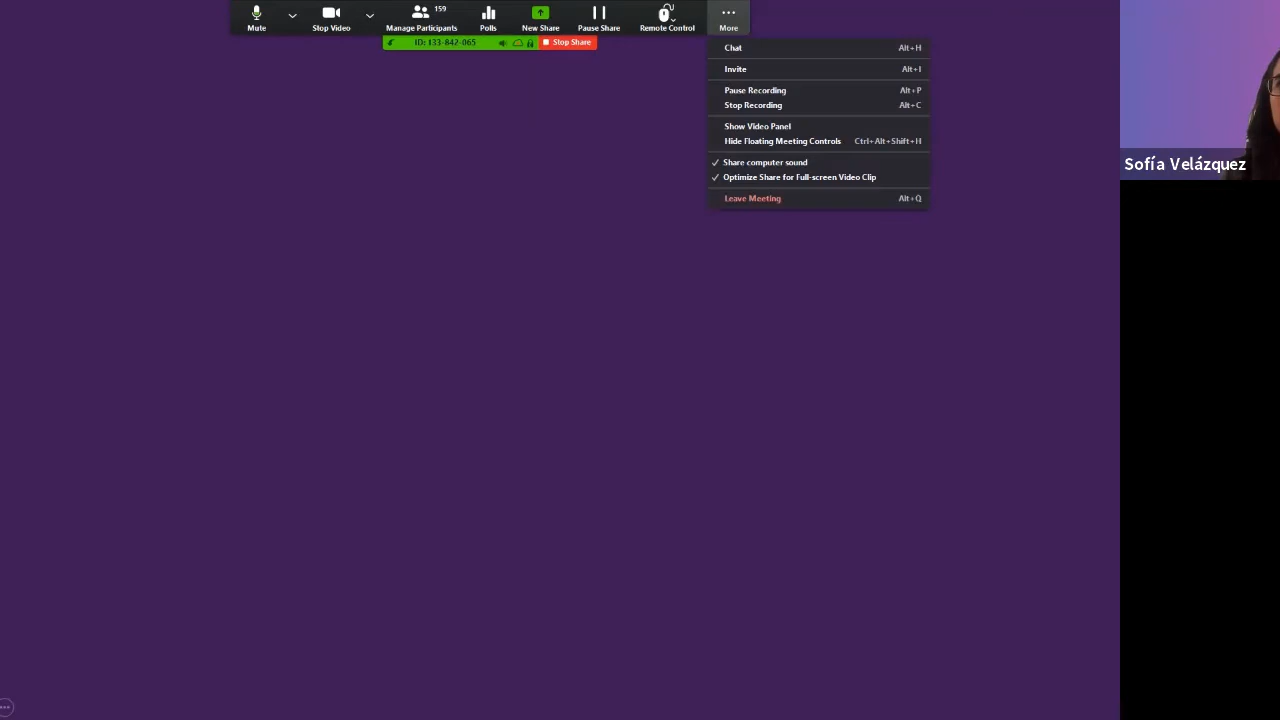 Mute
Stop Video
Manage Participants
159
Polls
New Share
Pause Share
Remote Control
More
ID: 133-842-065
Stop Share
Chat Alt+H
Invite Alt+I
Pause Recording Alt+P
Stop Recording Alt+C
Show Video Panel
Hide Floating Meeting Controls Ctrl+Alt+Shift+H
Share computer sound
Optimize Share for Full-screen Video Clip
Leave Meeting Alt+Q
Sofía Velázquez